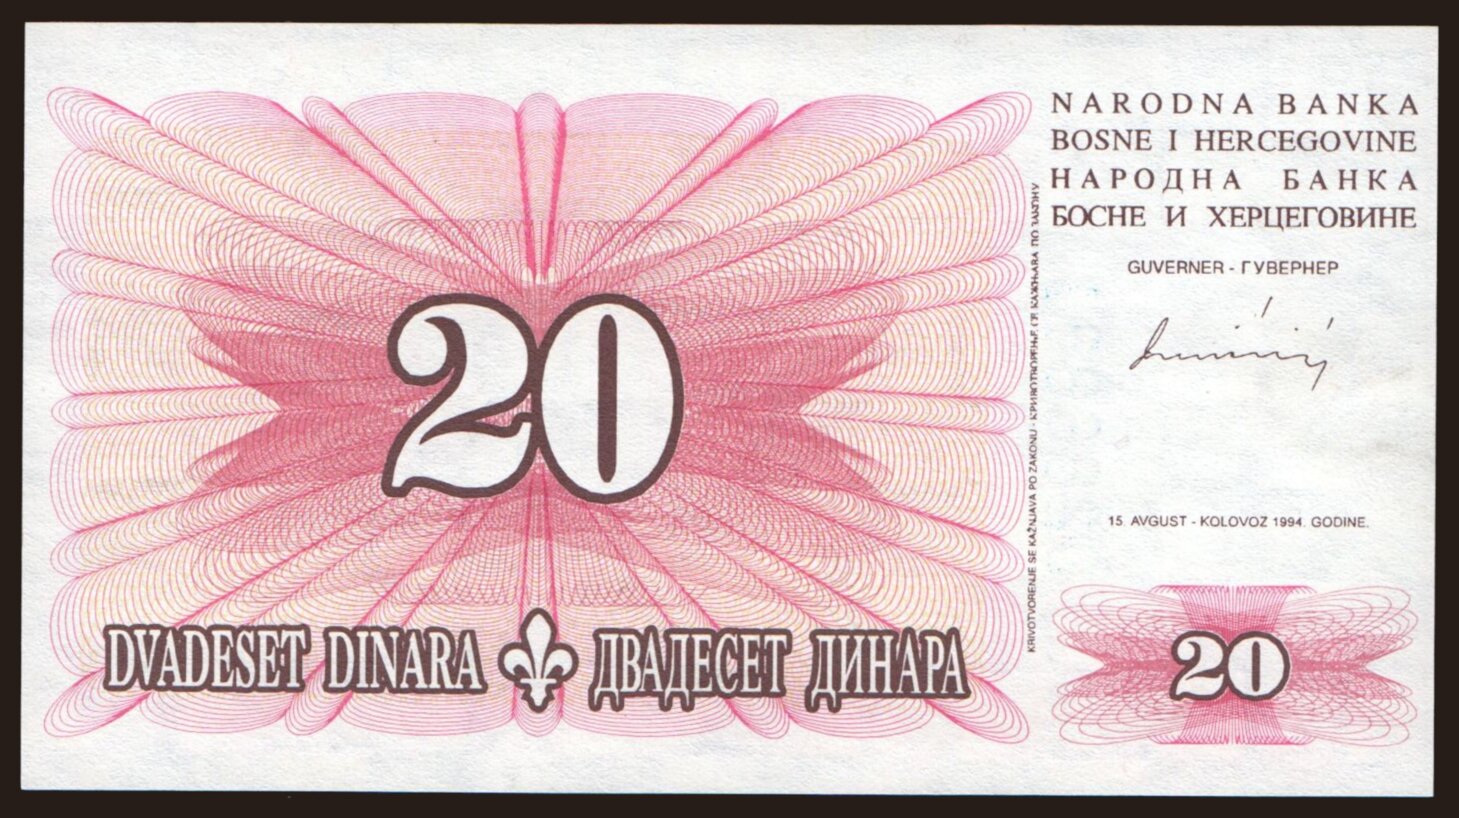 NARODNA BANKA
BOSNE I HERCEGOVINE
НАРОДНА БАНКА
БОСНЕ И ХЕРЦЕГОВИНЕ
GUVERNER - ГУВЕРНЕР
20
KRIVOTVORENJE SE KAŽNJAVA PO ZAKONU - КРИВОТВОРЕЊЕ СЕ КАЖЊАВА ПО ЗАКОНУ
15. AVGUST - KOLOVOZ 1994. GODINE.
DVADESET DINARA ДВАДЕСЕТ ДИНАРА
20